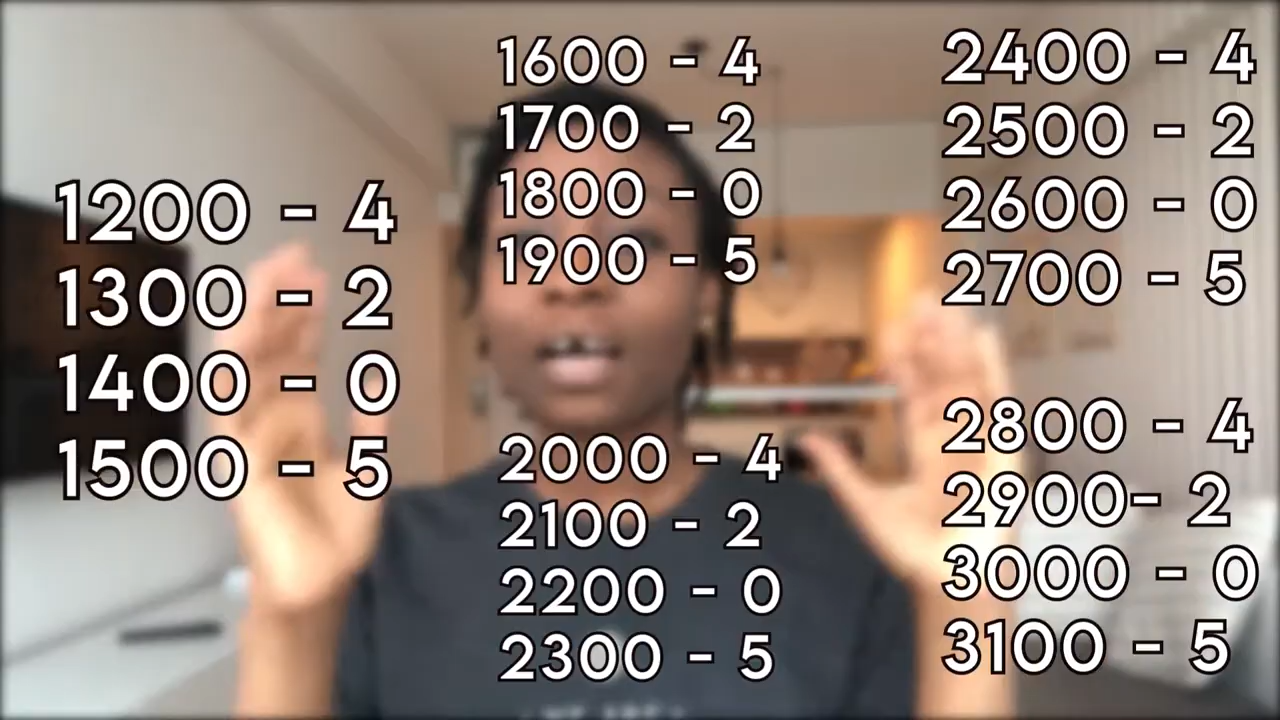 1200 - 4
1300 - 2
1400 - 0
1500 - 5
1600 - 4
1700 - 2
1800 - 0
1900 - 5
2000 - 4
2100 - 2
2200 - 0
2300 - 5
2400 - 4
2500 - 2
2600 - 0
2700 - 5
2800 - 4
2900- 2
3000 - 0
3100 - 5